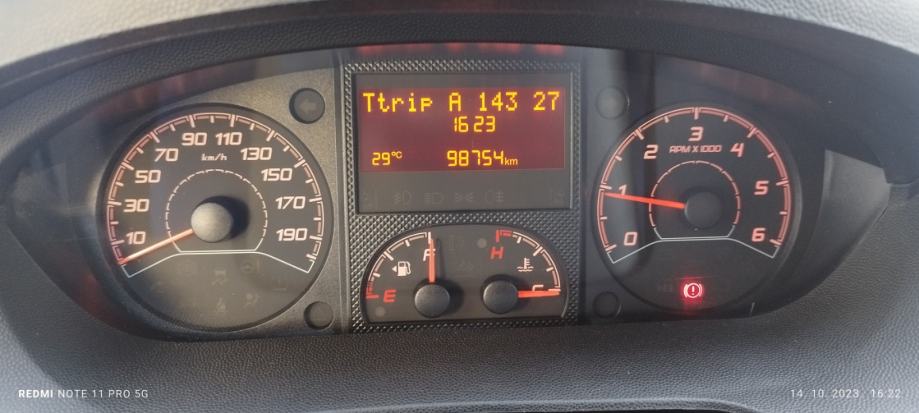 Ttrip A 143 27
16 23
29°C 98754km
10 30 50 70 90 110 130 150 170 190
km/h
0 1 2 3 4 5 6
RPM X 1000
E F
H C
REDMI NOTE 11 PRO 5G
14. 10. 2023 16:22